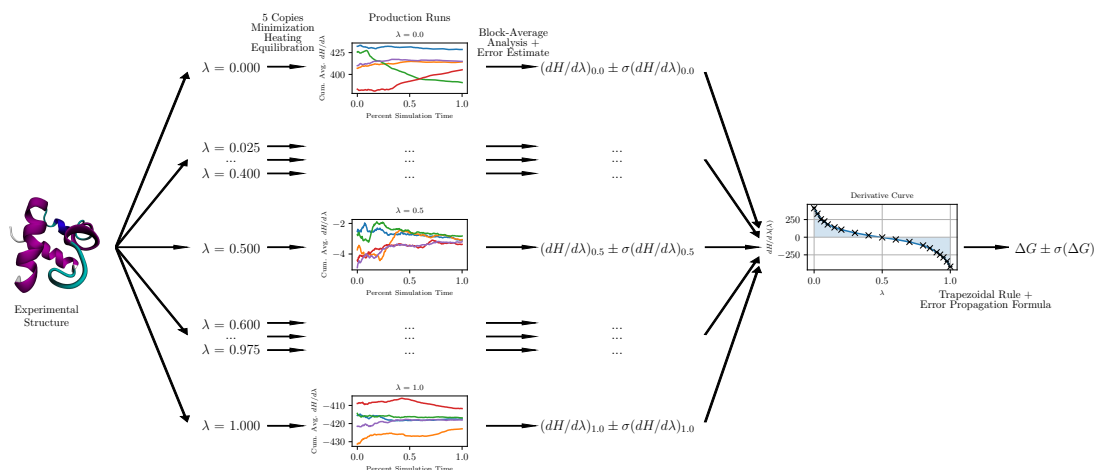 5 Copies
Minimization
Heating
Equilibration
Production Runs
Block-Average
Analysis +
Error Estimate
λ = 0.000
λ = 0.0
Cum. Avg. dH/dλ
425
400
0.0 0.5 1.0
Percent Simulation Time
(dH/dλ)0.0 ± σ(dH/dλ)0.0
λ = 0.025
...
λ = 0.400
...
...
...
...
Experimental
Structure
λ = 0.500
λ = 0.5
Cum. Avg. dH/dλ
−2
−4
0.0 0.5 1.0
Percent Simulation Time
(dH/dλ)0.5 ± σ(dH/dλ)0.5
Derivative Curve
dH/dλ(λ)
250
0
−250
0.0 0.5 1.0
λ
Trapezoidal Rule +
Error Propagation Formula
ΔG ± σ(ΔG)
λ = 0.600
...
λ = 0.975
...
...
...
...
λ = 1.000
λ = 1.0
Cum. Avg. dH/dλ
−410
−420
−430
0.0 0.5 1.0
Percent Simulation Time
(dH/dλ)1.0 ± σ(dH/dλ)1.0